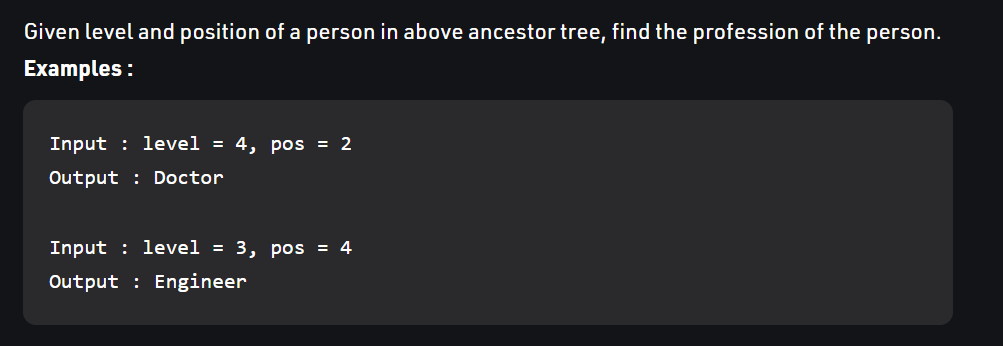 Given level and position of a person in above ancestor tree, find the profession of the person.
Examples :
Input : level = 4, pos = 2
Output : Doctor
Input : level = 3, pos = 4
Output : Engineer